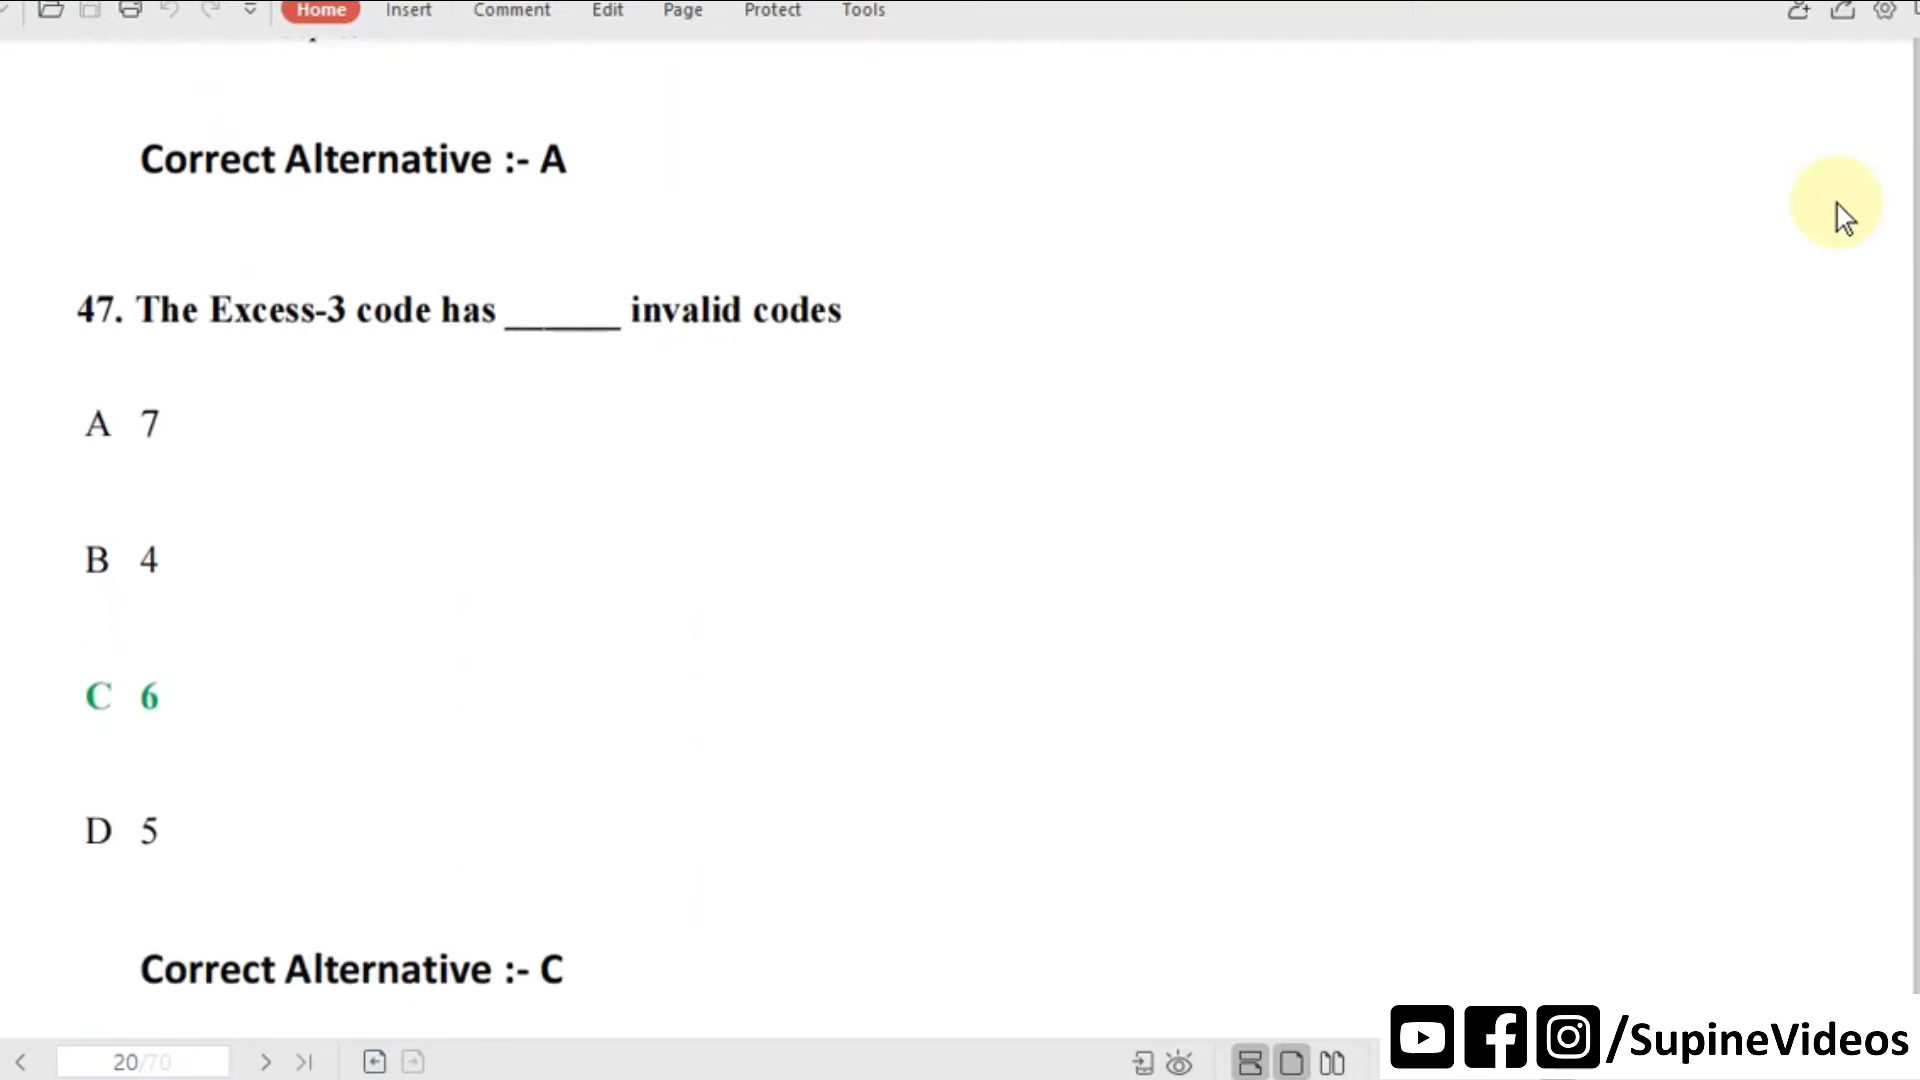 Home Insert Comment Edit Page Protect Tools
Correct Alternative :- A
47. The Excess-3 code has ______ invalid codes
A 7
B 4
C 6
D 5
Correct Alternative :- C
20/70
/SupineVideos